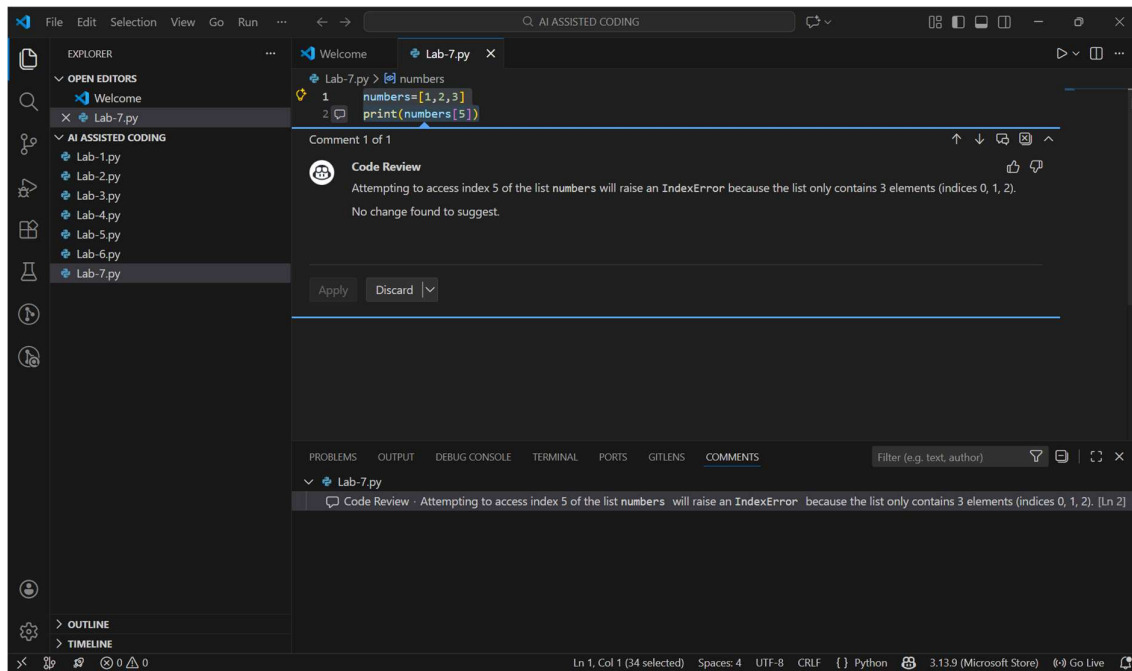 File Edit Selection View Go Run ··· AI ASSISTED CODING
EXPLORER ···
OPEN EDITORS
Welcome
Lab-7.py
AI ASSISTED CODING
Lab-1.py
Lab-2.py
Lab-3.py
Lab-4.py
Lab-5.py
Lab-6.py
Lab-7.py
OUTLINE
TIMELINE
Welcome Lab-7.py
Lab-7.py > numbers
1 numbers=[1,2,3]
2 print(numbers[5])
Comment 1 of 1
Code Review
Attempting to access index 5 of the list numbers will raise an IndexError because the list only contains 3 elements (indices 0, 1, 2).
No change found to suggest.
Apply Discard
PROBLEMS OUTPUT DEBUG CONSOLE TERMINAL PORTS GITLENS COMMENTS Filter (e.g. text, author)
Lab-7.py
Code Review · Attempting to access index 5 of the list numbers will raise an IndexError because the list only contains 3 elements (indices 0, 1, 2). [Ln 2]
0 0 Ln 1, Col 1 (34 selected) Spaces: 4 UTF-8 CRLF { } Python 3.13.9 (Microsoft Store) Go Live